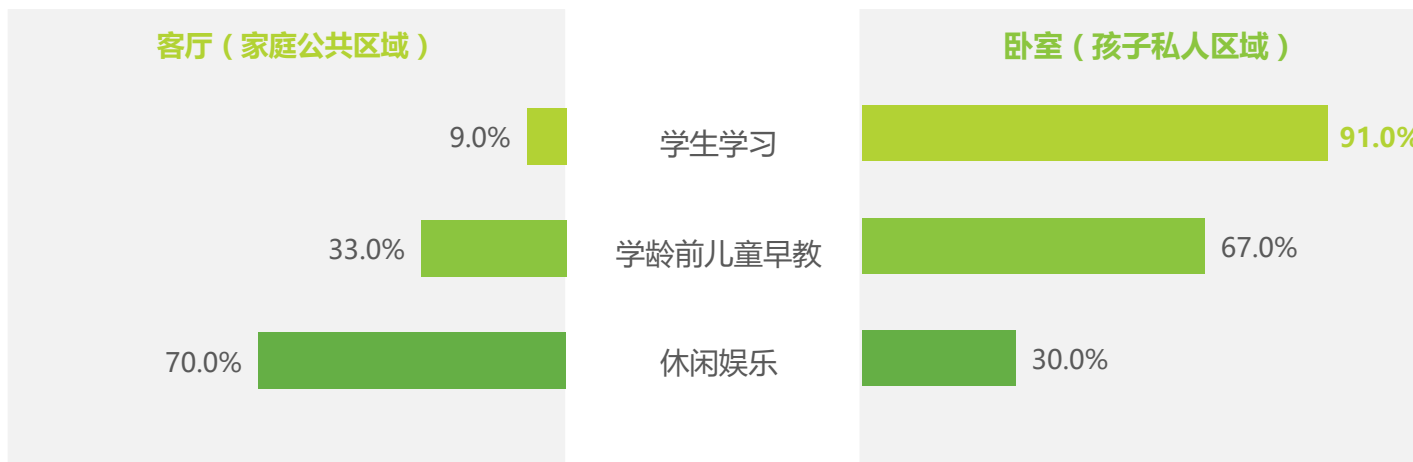 客厅（家庭公共区域）
卧室（孩子私人区域）
9.0%
学生学习
91.0%
33.0%
学龄前儿童早教
67.0%
70.0%
休闲娱乐
30.0%